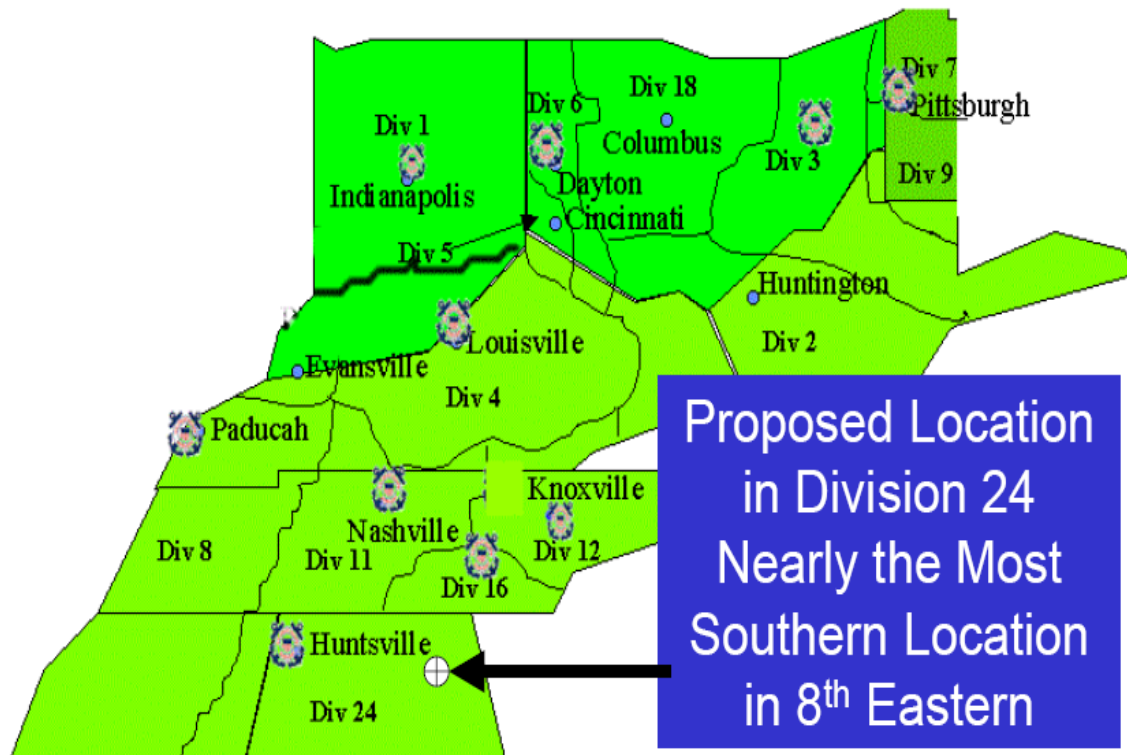 Div 7
Div 18
Div 6
Pittsburgh
Div 1
Columbus
Div 3
Div 9
Dayton
Indianapolis
Cincinnati
Div 5
Huntington
Louisville
Div 2
Evansville
Div 4
Paducah
Knoxville
Nashville
Div 8
Div 11
Div 12
Div 16
Huntsville
Div 24
Proposed Location
in Division 24
Nearly the Most
Southern Location
in 8th Eastern